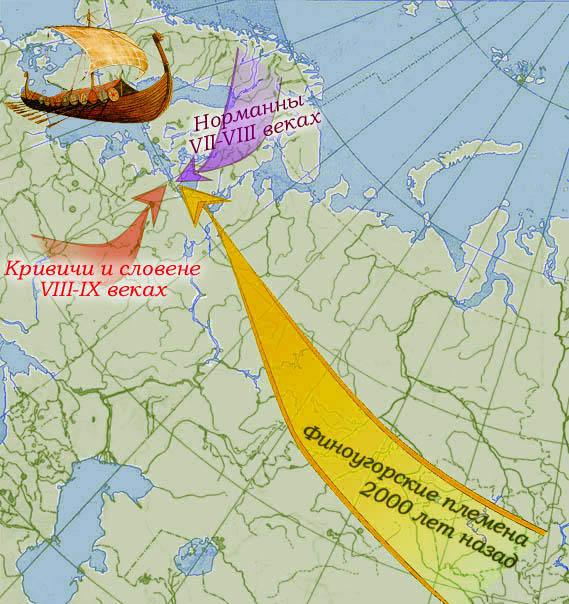 Норманны
VII-VIII веках
Кривичи и словене
VIII-IX веках
Финоугорские племена
2000 лет назад